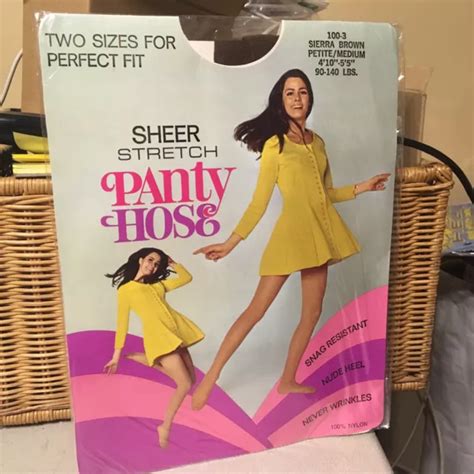 TWO SIZES FOR
PERFECT FIT
100-3
SIERRA BROWN
PETITE/MEDIUM
4'10"-5'5"
90-140 LBS.
SHEER
STRETCH
PANTY
HOSE
SNAG RESISTANT
NUDE HEEL
NEVER WRINKLES
100% NYLON